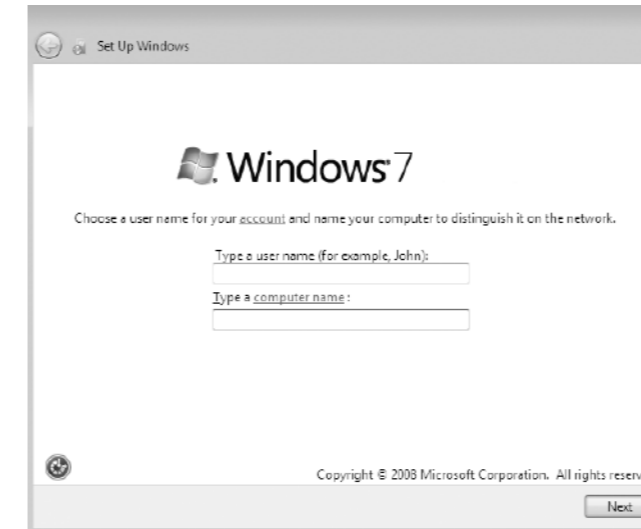 Set Up Windows
Windows 7
Choose a user name for your account and name your computer to distinguish it on the network.
Type a user name (for example, John):
Type a computer name :
Copyright © 2008 Microsoft Corporation. All rights reserv
Next